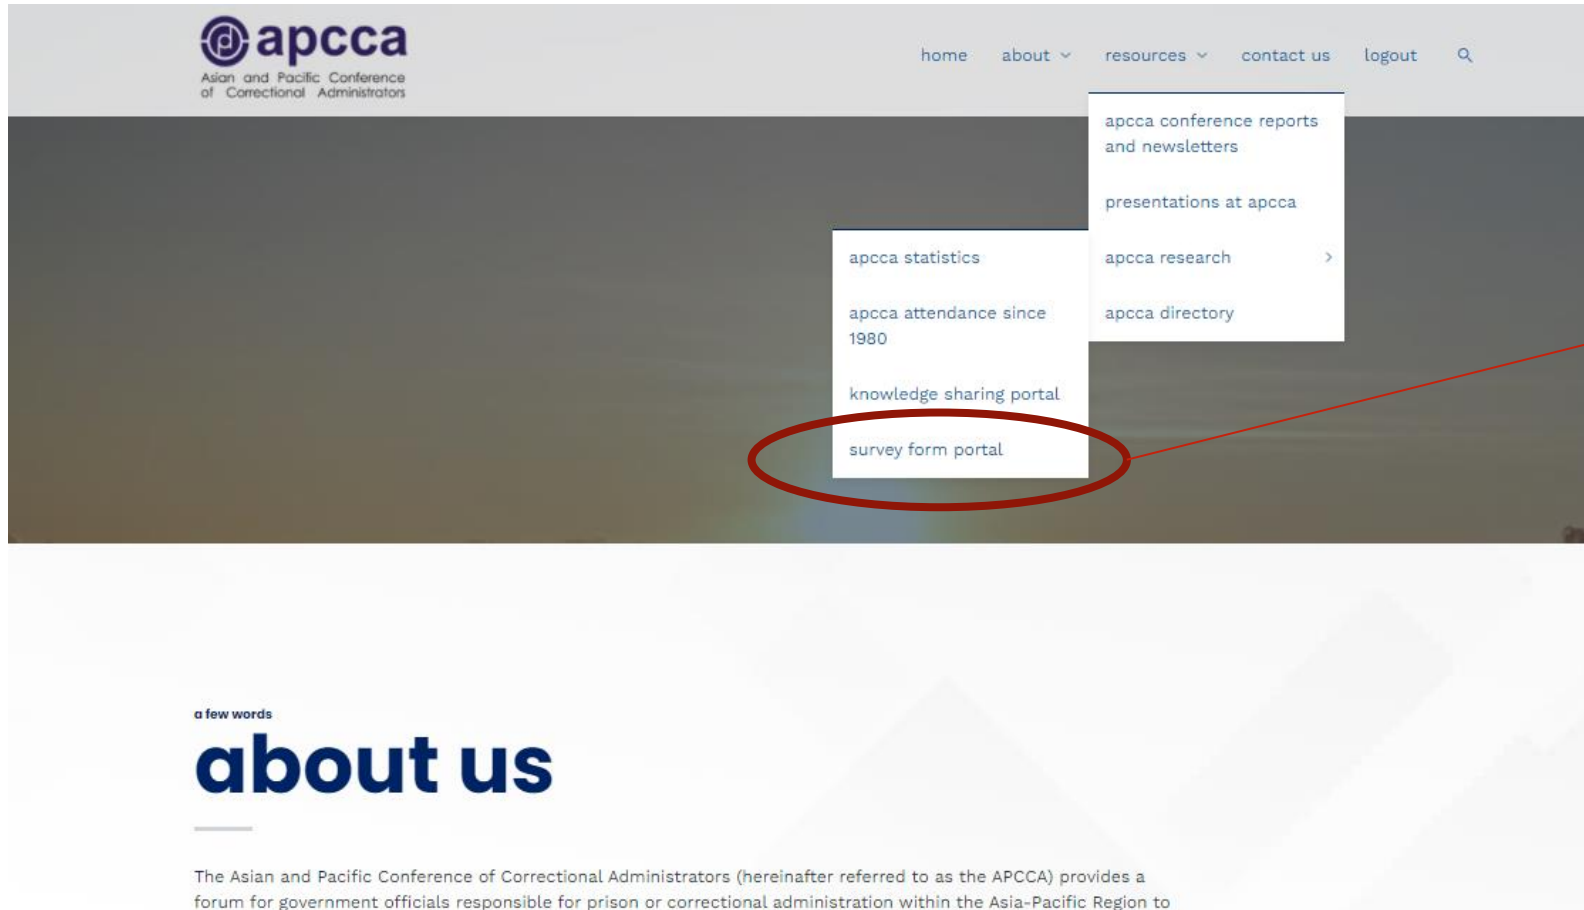 apcca
Asian and Pacific Conference
of Correctional Administrators
home about resources contact us logout
apcca conference reports
and newsletters
presentations at apcca
apcca research
apcca directory
apcca statistics
apcca attendance since
1980
knowledge sharing portal
survey form portal
a few words
about us
The Asian and Pacific Conference of Correctional Administrators (hereinafter referred to as the APCCA) provides a
forum for government officials responsible for prison or correctional administration within the Asia-Pacific Region to